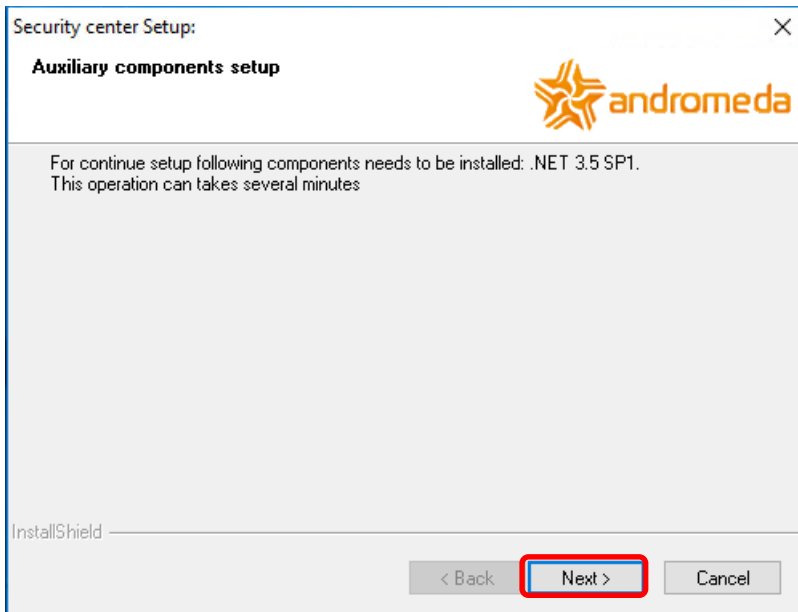 Security center Setup:
Auxiliary components setup
andromeda
For continue setup following components needs to be installed: .NET 3.5 SP1.
This operation can takes several minutes
InstallShield
< Back Next > Cancel